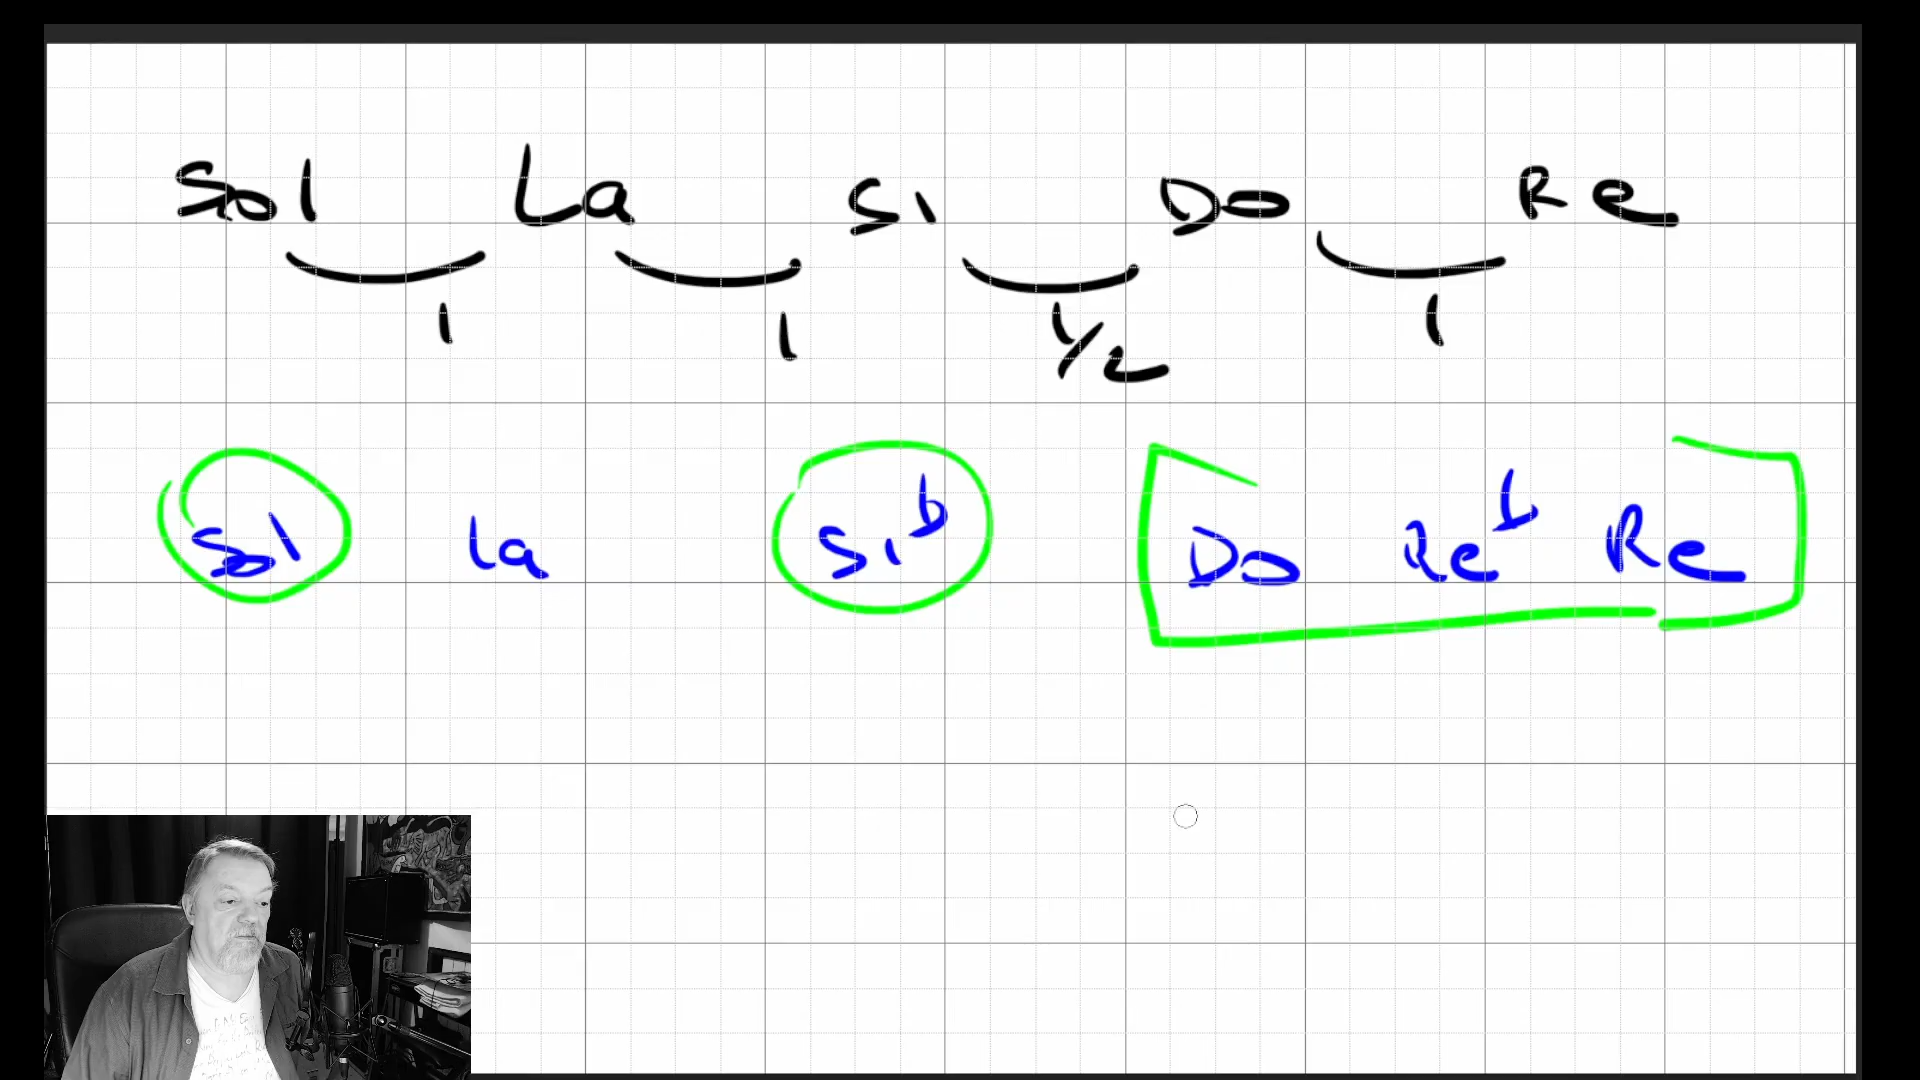 Sol La Si Do Re
1 1 1/2 1
Sol la Si b Do Re b Re